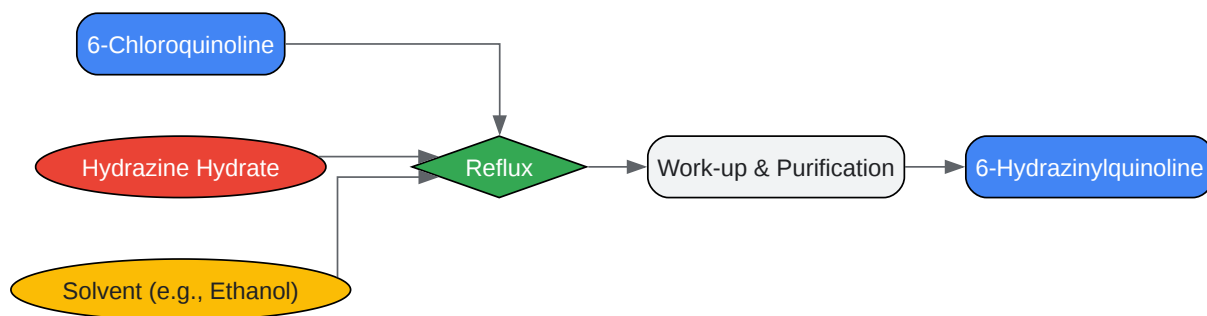 6-Chloroquinoline
Hydrazine Hydrate
Reflux
Work-up & Purification
6-Hydrazinylquinoline
Solvent (e.g., Ethanol)